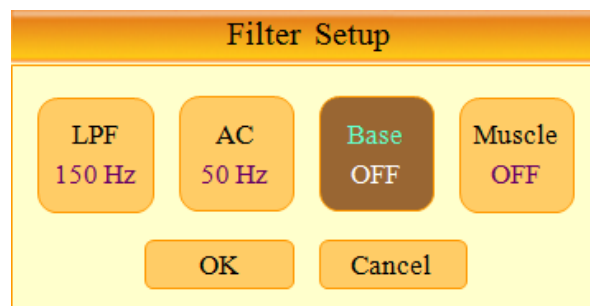 Filter Setup
LPF AC Base Muscle
150 Hz 50 Hz OFF OFF
OK Cancel